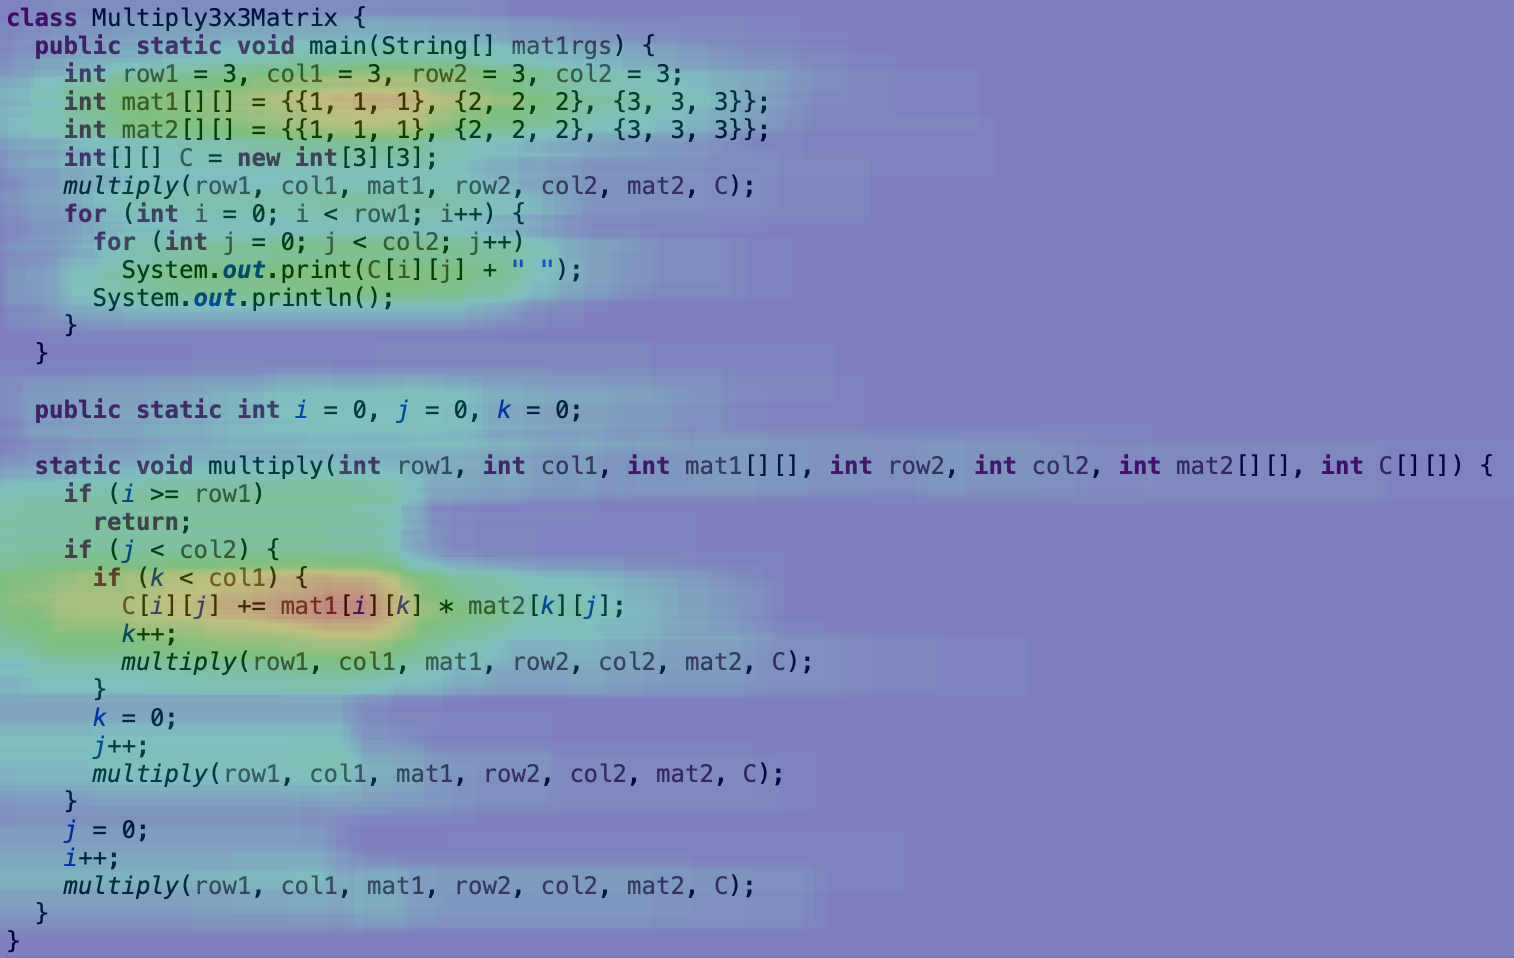 class Multiply3x3Matrix {
  public static void main(String[] mat1rgs) {
    int row1 = 3, col1 = 3, row2 = 3, col2 = 3;
    int mat1[][] = {{1, 1, 1}, {2, 2, 2}, {3, 3, 3}};
    int mat2[][] = {{1, 1, 1}, {2, 2, 2}, {3, 3, 3}};
    int[][] C = new int[3][3];
    multiply(row1, col1, mat1, row2, col2, mat2, C);
    for (int i = 0; i < row1; i++) {
      for (int j = 0; j < col2; j++)
        System.out.print(C[i][j] + " ");
      System.out.println();
    }
  }

  public static int i = 0, j = 0, k = 0;

  static void multiply(int row1, int col1, int mat1[][], int row2, int col2, int mat2[][], int C[][]) {
    if (i >= row1)
      return;
    if (j < col2) {
      if (k < col1) {
        C[i][j] += mat1[i][k] * mat2[k][j];
        k++;
        multiply(row1, col1, mat1, row2, col2, mat2, C);
      }
      k = 0;
      j++;
      multiply(row1, col1, mat1, row2, col2, mat2, C);
    }
    j = 0;
    i++;
    multiply(row1, col1, mat1, row2, col2, mat2, C);
  }
}